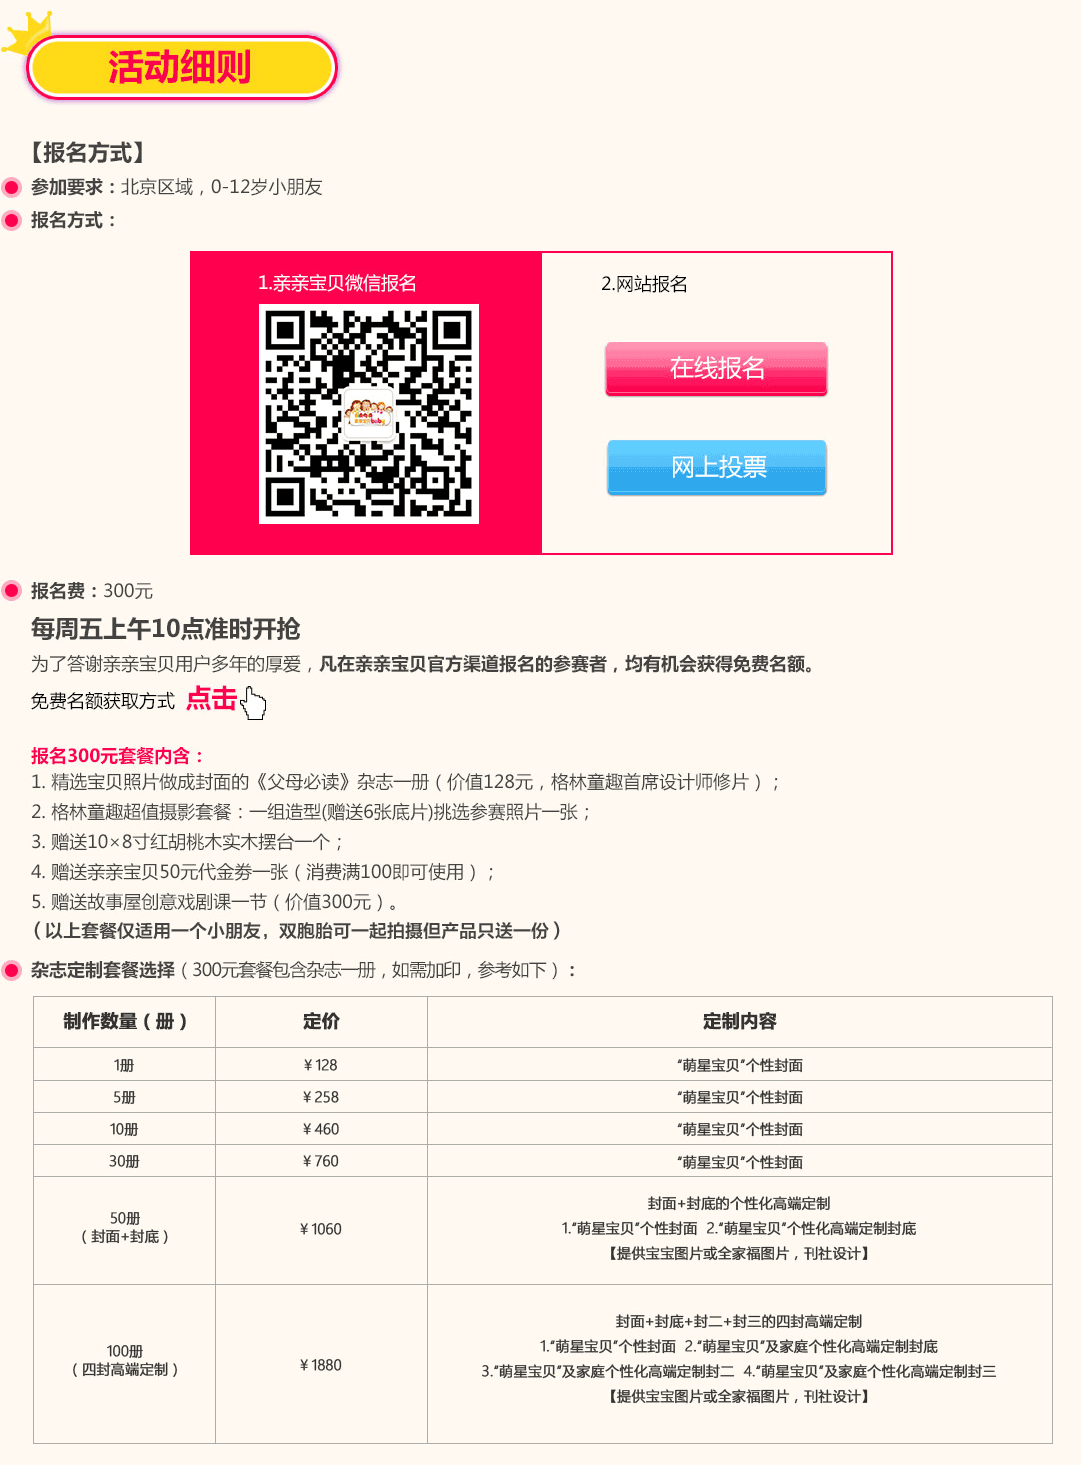 活动细则
【报名方式】
参加要求：北京区域，0-12岁小朋友
报名方式：
1.亲亲宝贝微信报名
2.网站报名
在线报名
网上投票
报名费：300元
每周五上午10点准时开抢
为了答谢亲亲宝贝用户多年的厚爱，凡在亲亲宝贝官方渠道报名的参赛者，均有机会获得免费名额。
免费名额获取方式 点击
报名300元套餐内含：
1. 精选宝贝照片做成封面的《父母必读》杂志一册（价值128元，格林童趣首席设计师修片）；
2. 格林童趣超值摄影套餐：一组造型(赠送6张底片)挑选参赛照片一张；
3. 赠送10×8寸红胡桃木实木摆台一个；
4. 赠送亲亲宝贝50元代金券一张（消费满100即可使用）；
5. 赠送故事屋创意戏剧课一节（价值300元）。
（以上套餐仅适用一个小朋友，双胞胎可一起拍摄但产品只送一份）
杂志定制套餐选择（300元套餐包含杂志一册，如需加印，参考如下）：
制作数量（册） 定价 定制内容
1册 ￥128 “萌星宝贝”个性封面
5册 ￥258 “萌星宝贝”个性封面
10册 ￥460 “萌星宝贝”个性封面
30册 ￥760 “萌星宝贝”个性封面
50册
（封面+封底）
￥1060
封面+封底的个性化高端定制
1.“萌星宝贝”个性封面 2.“萌星宝贝”个性化高端定制封底
【提供宝宝图片或全家福图片，刊社设计】
100册
（四封高端定制）
￥1880
封面+封底+封二+封三的四封高端定制
1.“萌星宝贝”个性封面 2.“萌星宝贝”及家庭个性化高端定制封底
3.“萌星宝贝”及家庭个性化高端定制封二 4.“萌星宝贝”及家庭个性化高端定制封三
【提供宝宝图片或全家福图片，刊社设计】